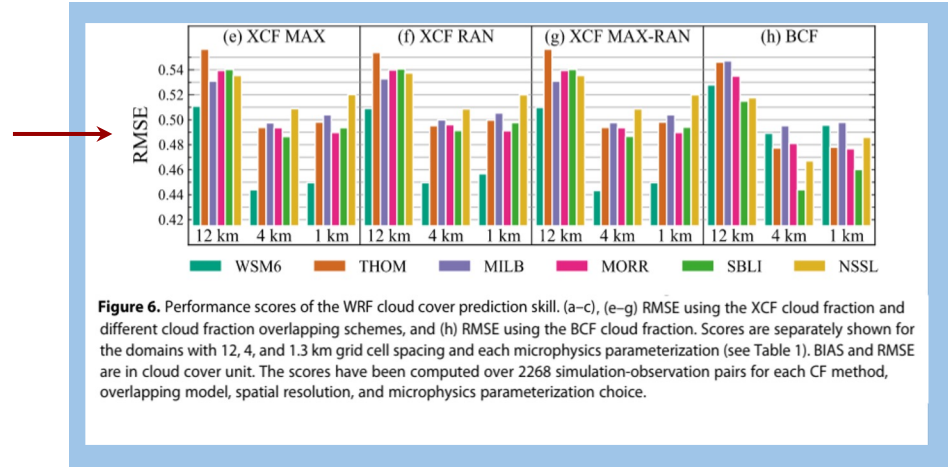 (e) XCF MAX (f) XCF RAN (g) XCF MAX-RAN (h) BCF
RMSE
0.54
0.52
0.50
0.48
0.46
0.44
0.42
12 km 4 km 1 km 12 km 4 km 1 km 12 km 4 km 1 km 12 km 4 km 1 km
WSM6 THOM MILB MORR SBLI NSSL
Figure 6. Performance scores of the WRF cloud cover prediction skill. (a–c), (e–g) RMSE using the XCF cloud fraction and
different cloud fraction overlapping schemes, and (h) RMSE using the BCF cloud fraction. Scores are separately shown for
the domains with 12, 4, and 1.3 km grid cell spacing and each microphysics parameterization (see Table 1). BIAS and RMSE
are in cloud cover unit. The scores have been computed over 2268 simulation-observation pairs for each CF method,
overlapping model, spatial resolution, and microphysics parameterization choice.